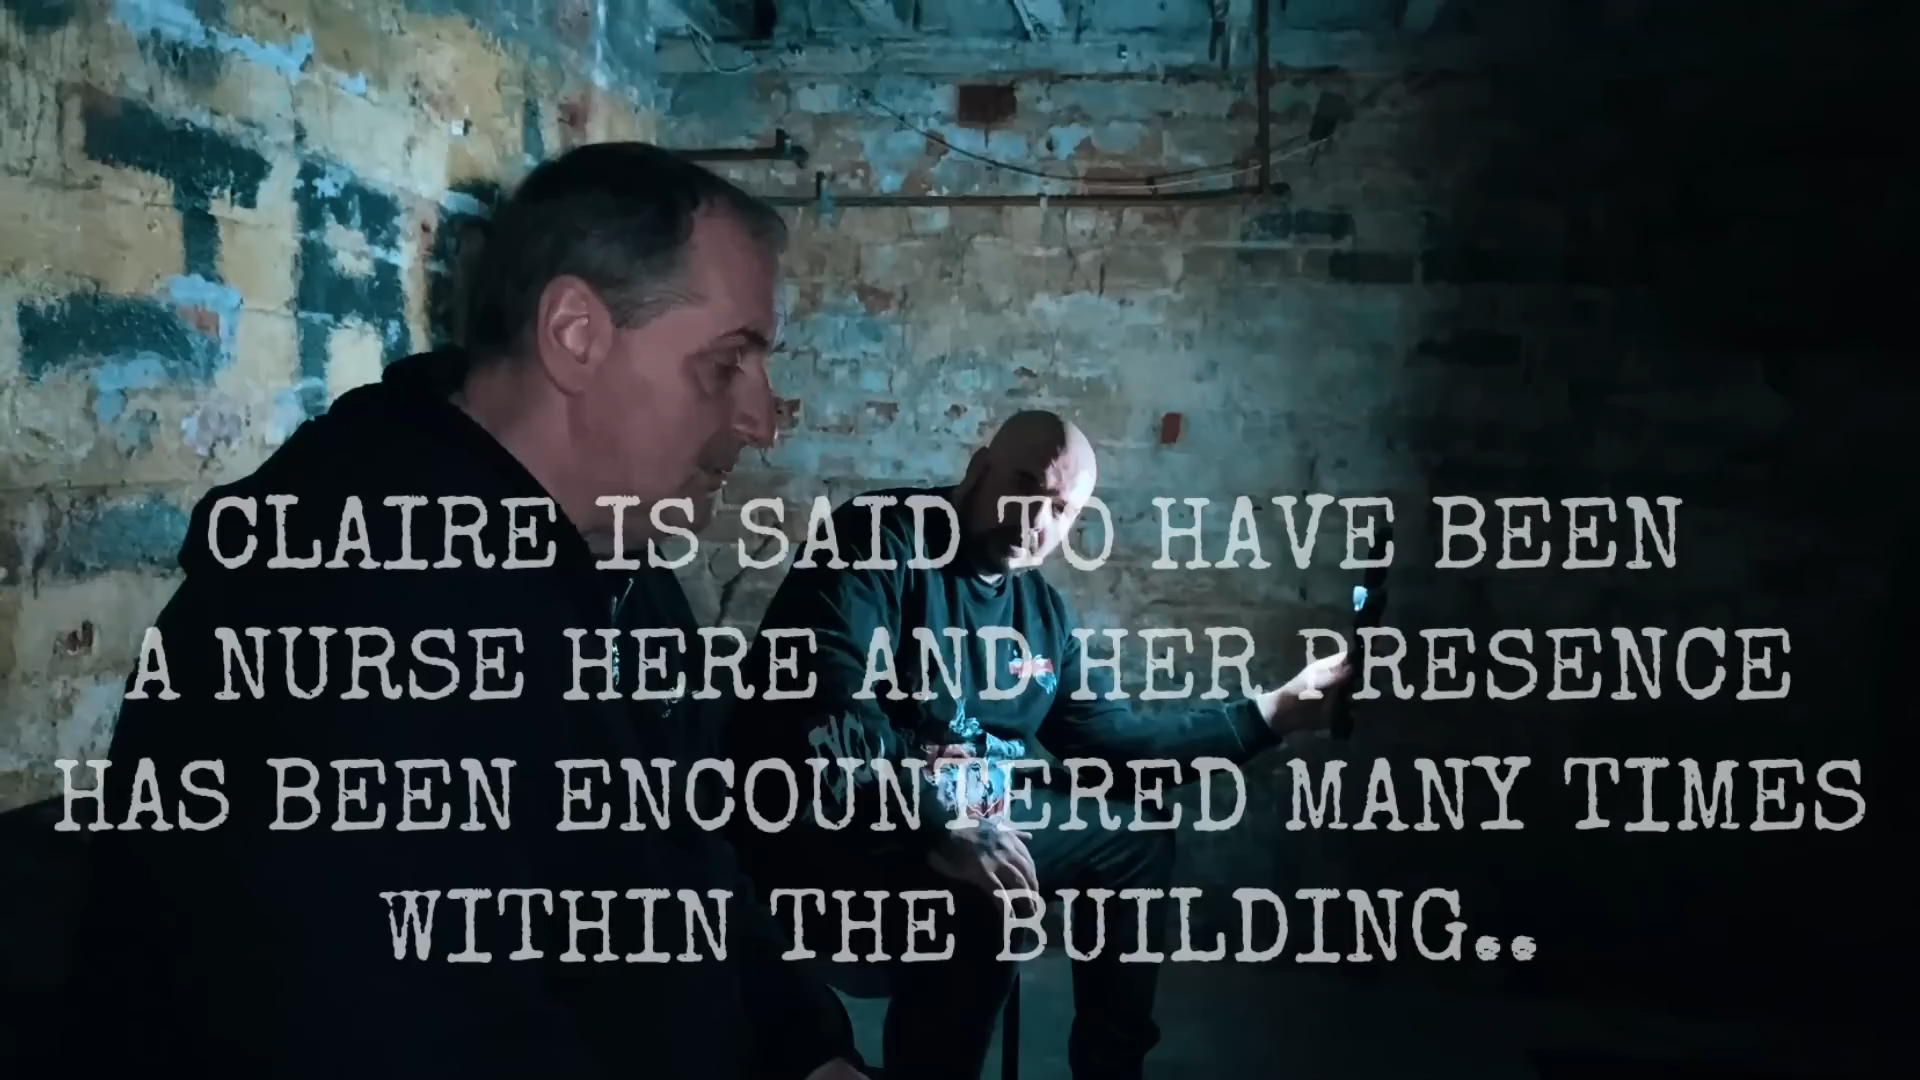 CLAIRE IS SAID TO HAVE BEEN
A NURSE HERE AND HER PRESENCE
HAS BEEN ENCOUNTERED MANY TIMES
WITHIN THE BUILDING..